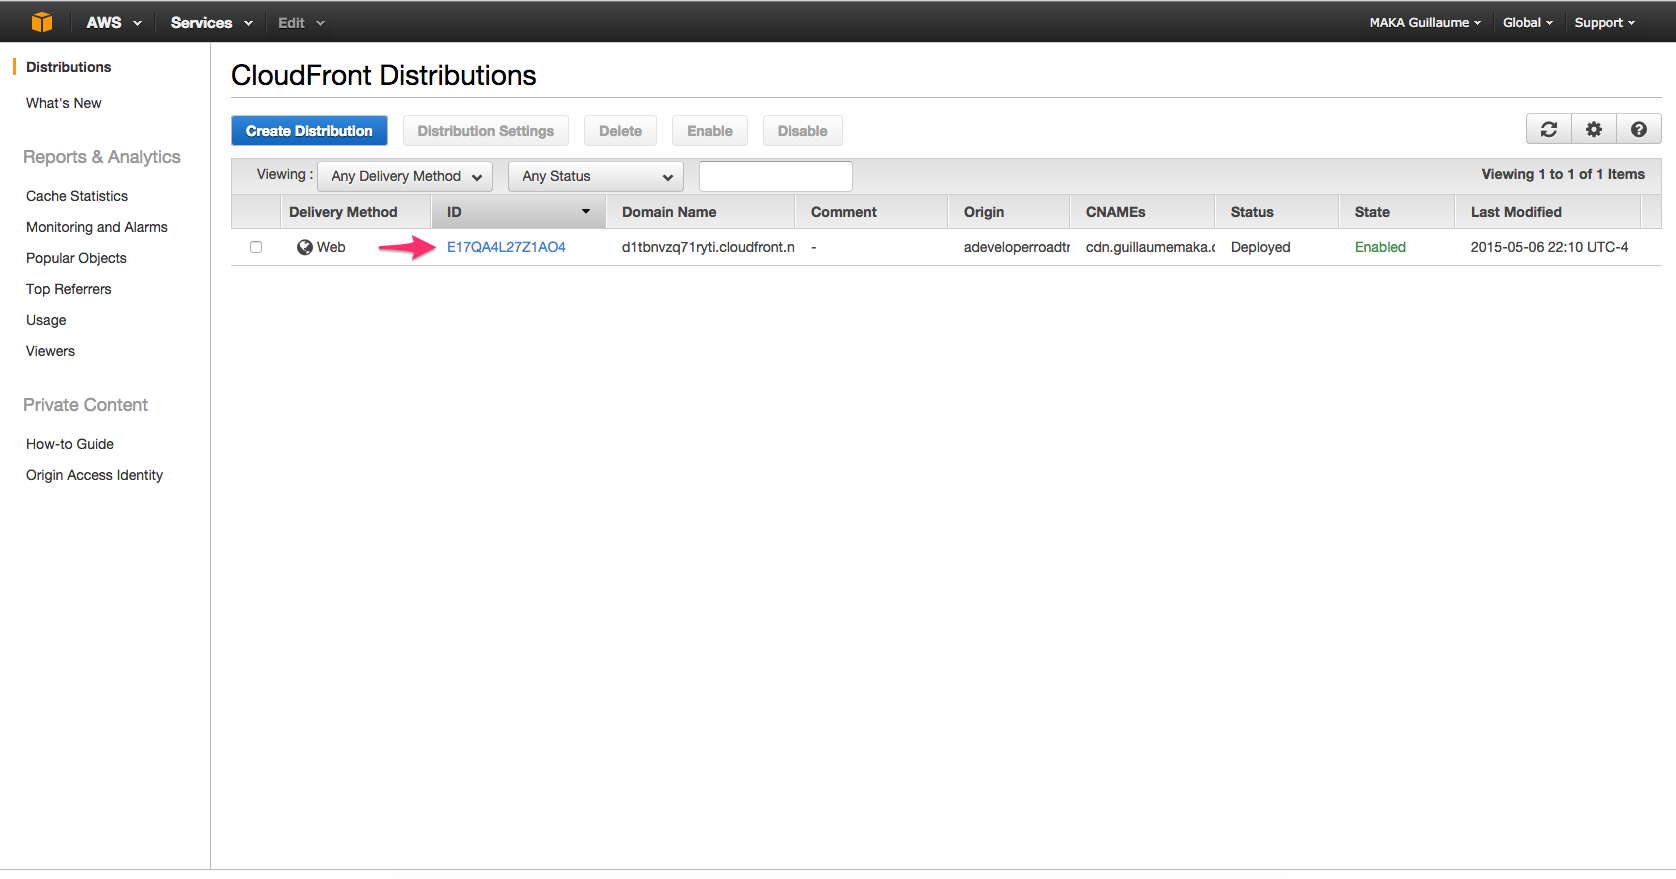 AWS Services Edit MAKA Guillaume Global Support
Distributions
What's New
Reports & Analytics
Cache Statistics
Monitoring and Alarms
Popular Objects
Top Referrers
Usage
Viewers
Private Content
How-to Guide
Origin Access Identity
CloudFront Distributions
Create Distribution Distribution Settings Delete Enable Disable
Viewing : Any Delivery Method Any Status Viewing 1 to 1 of 1 Items
Delivery Method ID Domain Name Comment Origin CNAMEs Status State Last Modified
Web E17QA4L27Z1AO4 d1tbnvzq71ryti.cloudfront.n - adeveloperroadtr cdn.guillaumemaka.c Deployed Enabled 2015-05-06 22:10 UTC-4